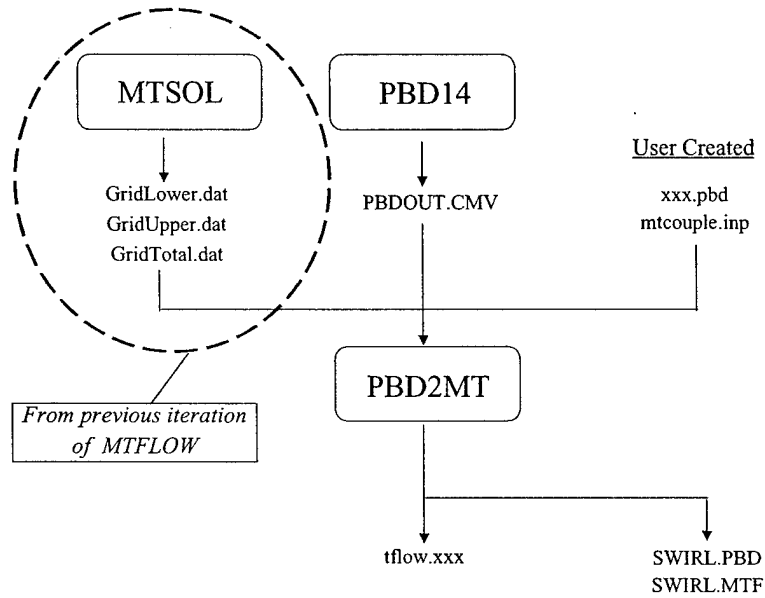 MTSOL
PBD14
User Created
GridLower.dat
GridUpper.dat
GridTotal.dat
PBDOUT.CMV
xxx.pbd
mtcouple.inp
PBD2MT
From previous iteration
of MTFLOW
tflow.xxx
SWIRL.PBD
SWIRL.MTF